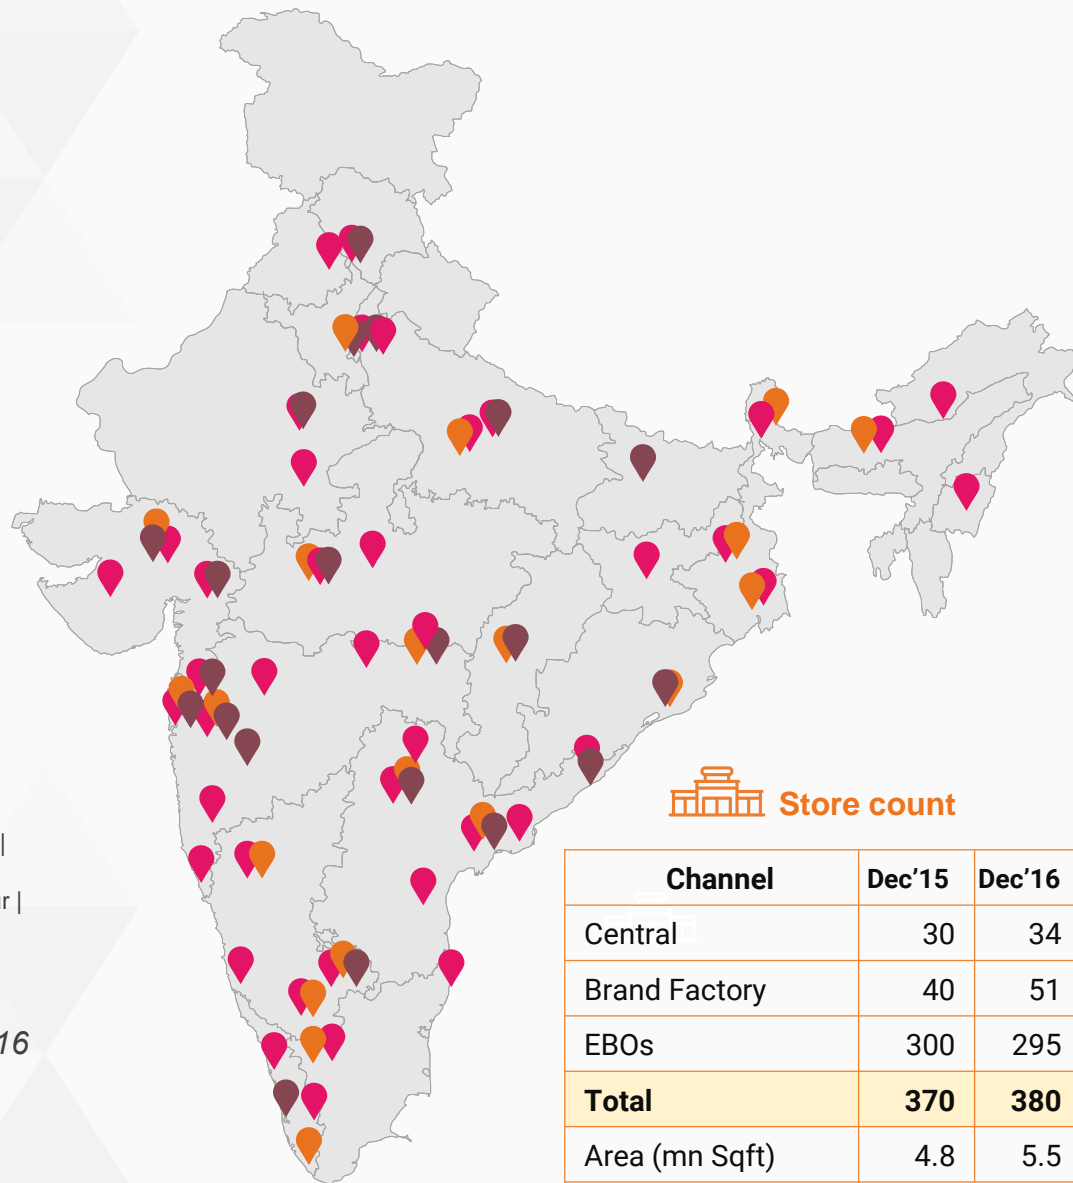 |
ur |
16
Store count
Channel Dec’15 Dec’16
Central 30 34
Brand Factory 40 51
EBOs 300 295
Total 370 380
Area (mn Sqft) 4.8 5.5